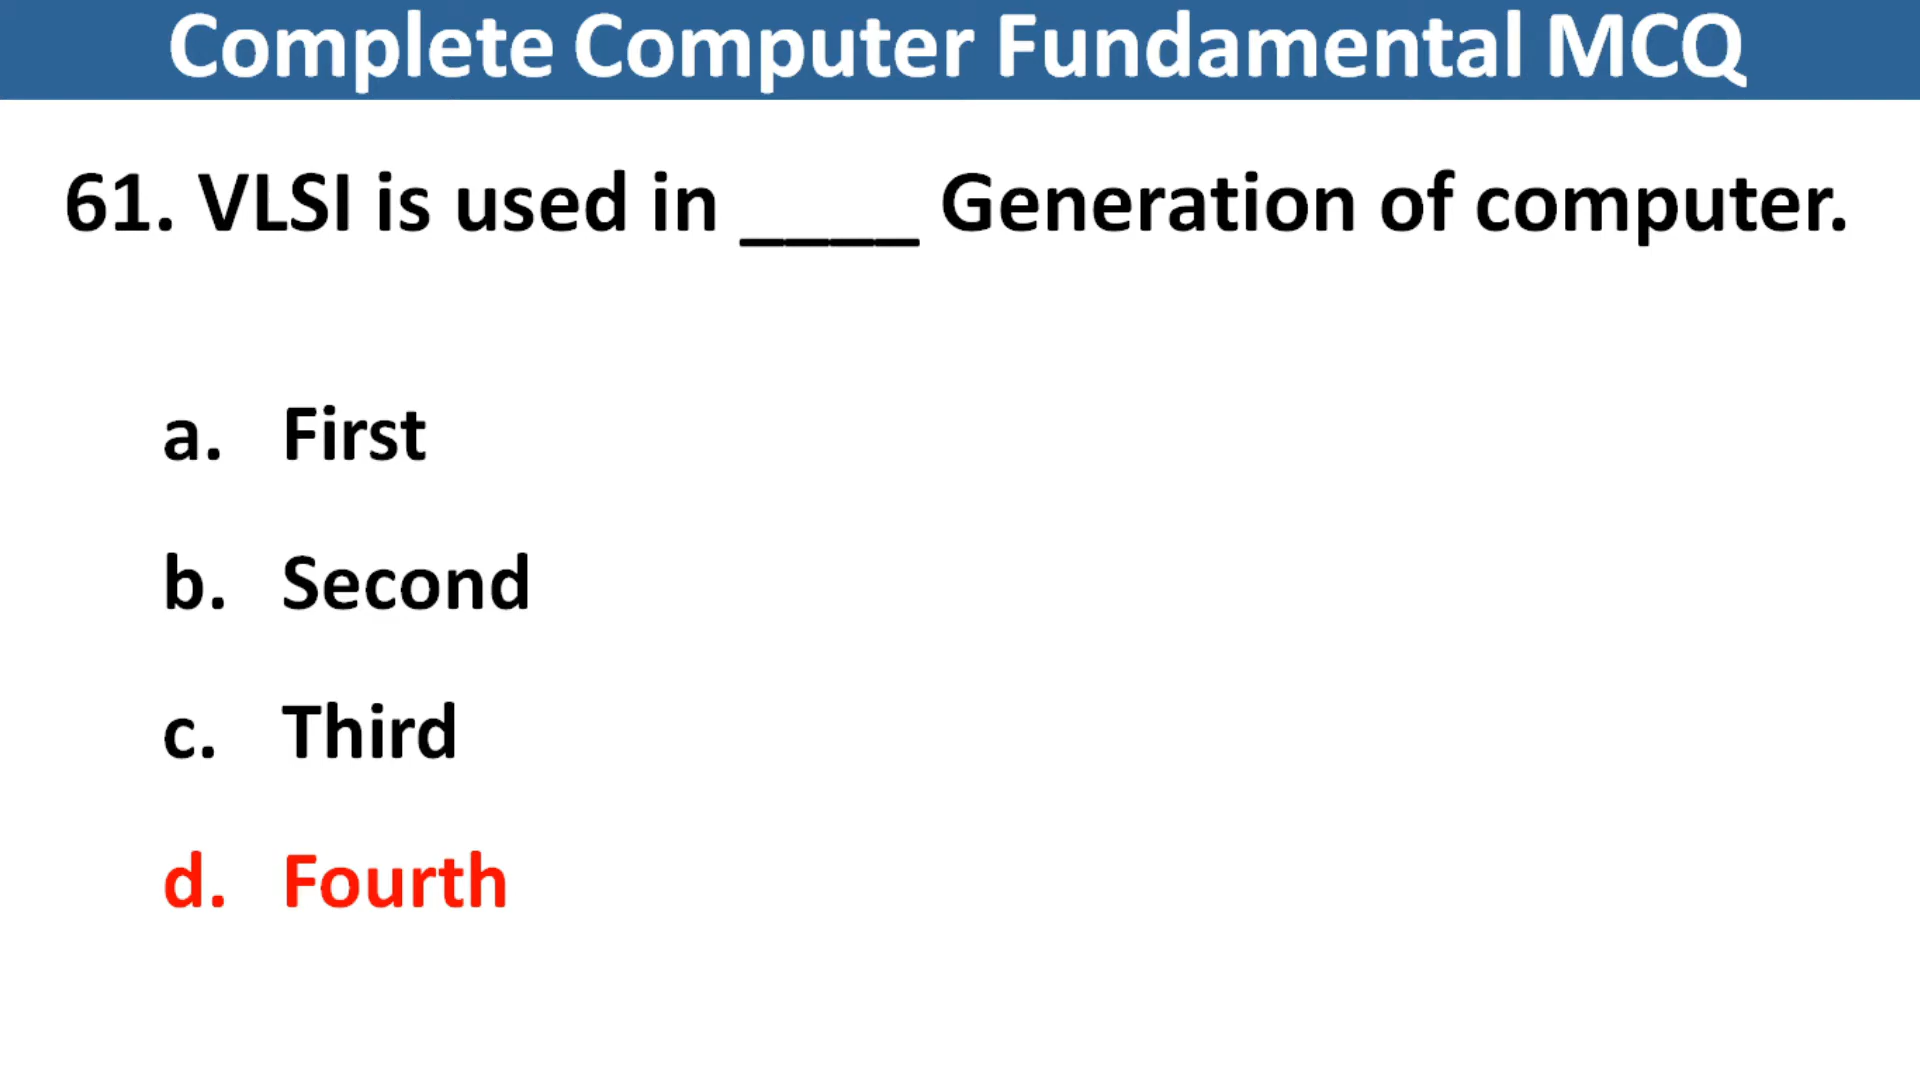 Complete Computer Fundamental MCQ
61. VLSI is used in ____ Generation of computer.
a. First
b. Second
c. Third
d. Fourth